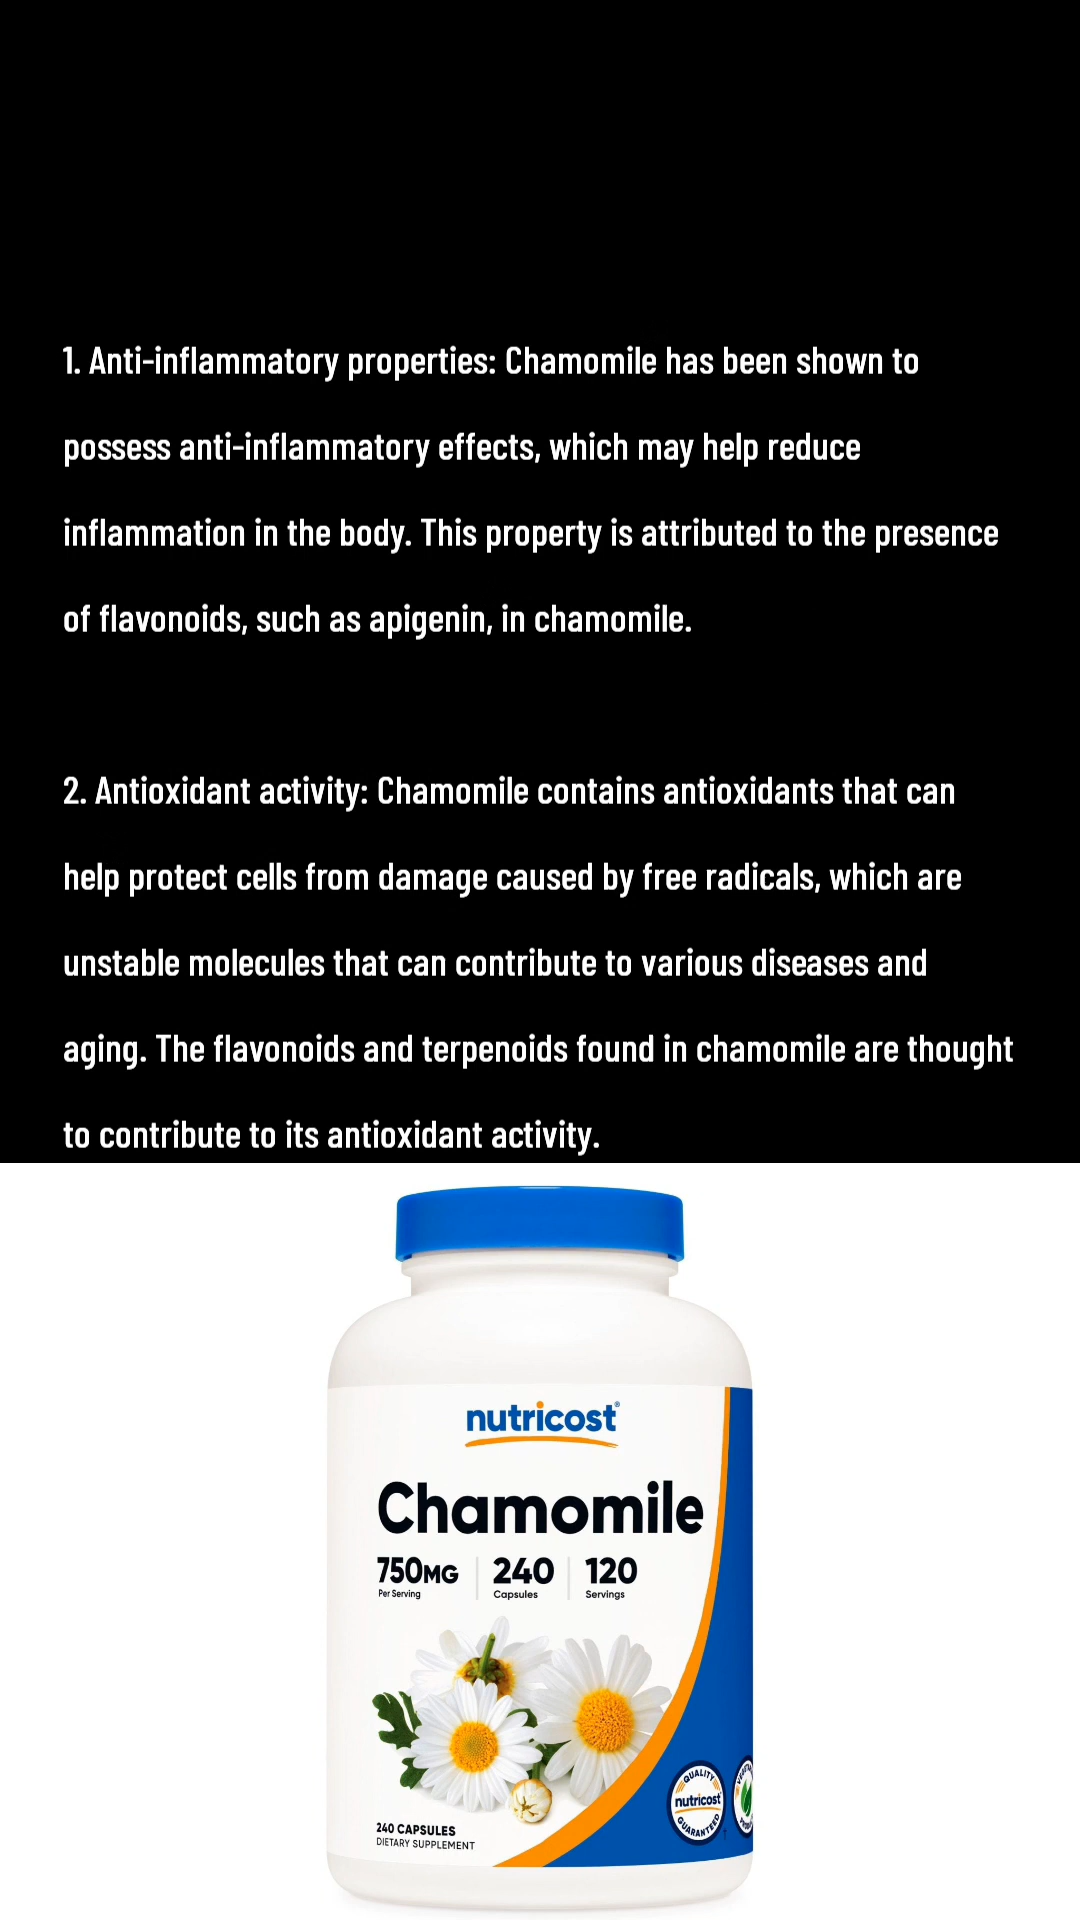 1. Anti-inflammatory properties: Chamomile has been shown to
possess anti-inflammatory effects, which may help reduce
inflammation in the body. This property is attributed to the presence
of flavonoids, such as apigenin, in chamomile.
2. Antioxidant activity: Chamomile contains antioxidants that can
help protect cells from damage caused by free radicals, which are
unstable molecules that can contribute to various diseases and
aging. The flavonoids and terpenoids found in chamomile are thought
to contribute to its antioxidant activity.
nutricost®
Chamomile
750MG 240 120
Per Serving Capsules Servings
QUALITY
nutricost
GUARANTEED
240 CAPSULES
DIETARY SUPPLEMENT